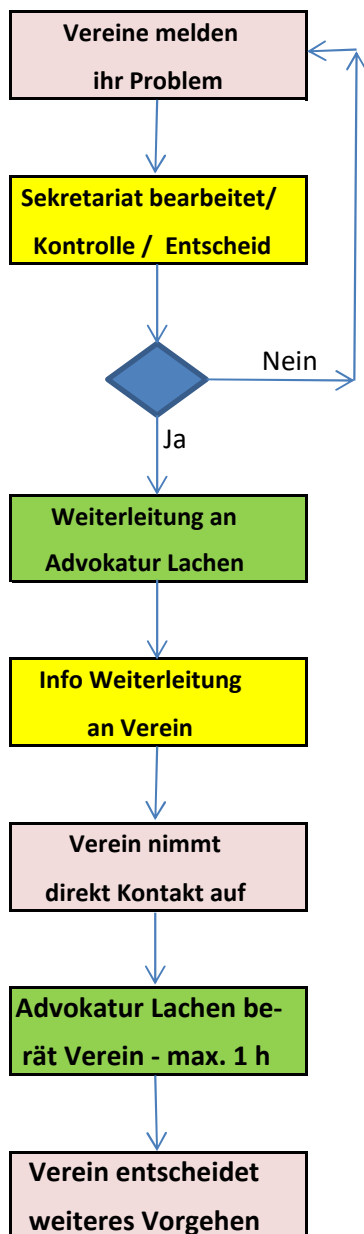 Vereine melden
ihr Problem
Sekretariat bearbeitet/
Kontrolle / Entscheid
Nein
Ja
Weiterleitung an
Advokatur Lachen
Info Weiterleitung
an Verein
Verein nimmt
direkt Kontakt auf
Advokatur Lachen be-
rät Verein - max. 1 h
Verein entscheidet
weiteres Vorgehen